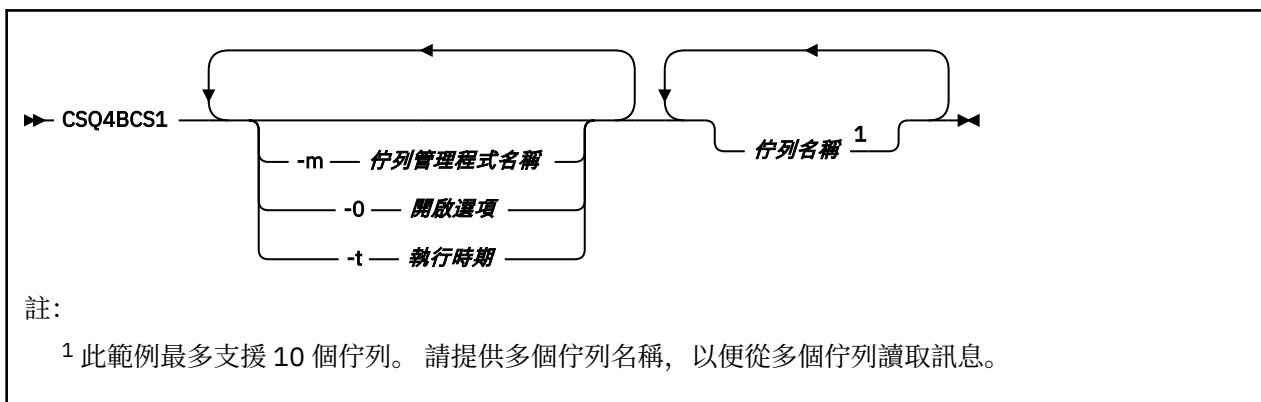 CSQ4BCS1
-m 佇列管理程式名稱
-O 開啟選項
-t 執行時期
佇列名稱 1
註:
1 此範例最多支援 10 個佇列。 請提供多個佇列名稱，以便從多個佇列讀取訊息。